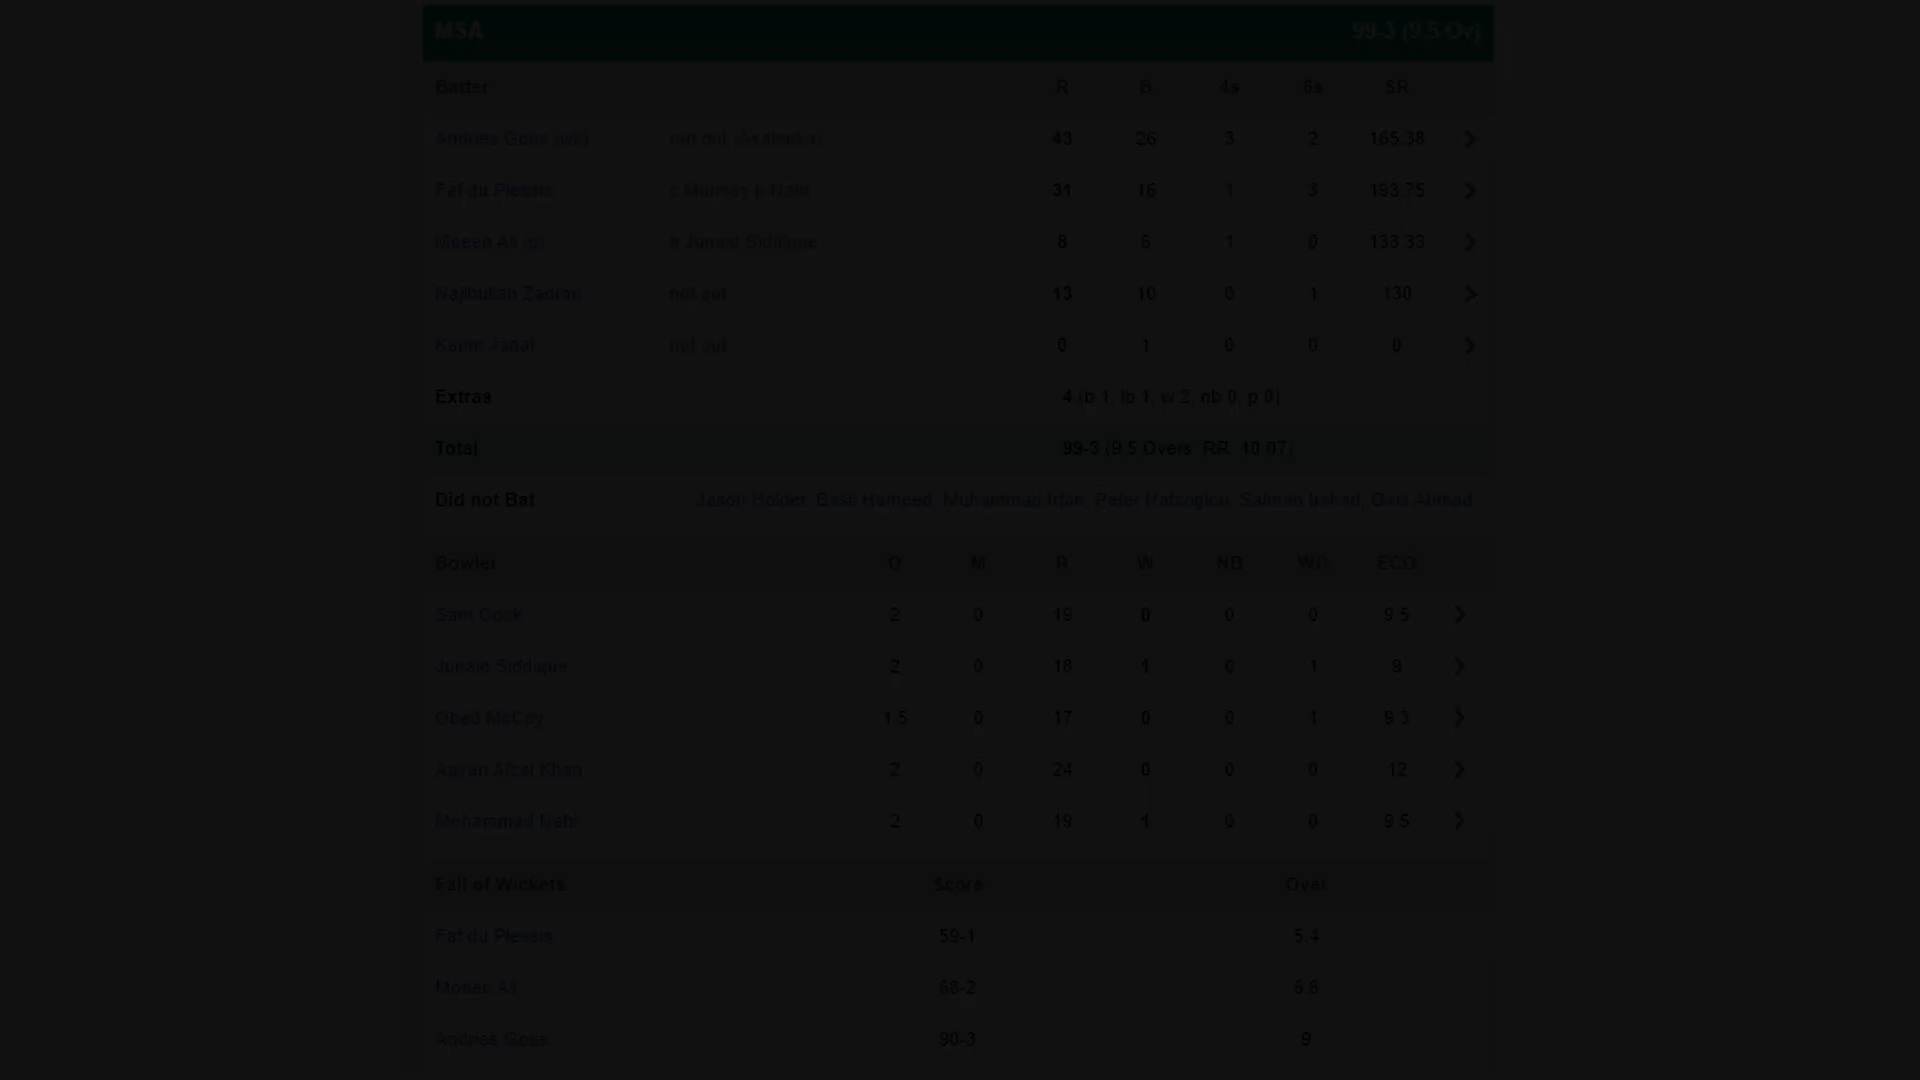 MSA 99-3 (9.5 Ov)
Batter R B 4s 6s SR
Andries Gous (wk) run out (Asalanka) 43 26 3 2 165.38
Faf du Plessis c Munsey b Nabi 31 16 1 3 193.75
Moeen Ali (c) b Junaid Siddique 8 6 1 0 133.33
Najibullah Zadran not out 13 10 0 1 130
Karim Janat not out 0 1 0 0 0
Extras 4 (b 1, lb 1, w 2, nb 0, p 0)
Total 99-3 (9.5 Overs, RR: 10.07)
Did not Bat Jason Holder, Basil Hameed, Muhammad Irfan, Peter Hatzoglou, Salman Irshad, Qais Ahmad
Bowler O M R W NB WD ECO
Sam Cook 2 0 19 0 0 0 9.5
Junaid Siddique 2 0 18 1 0 1 9
Obed McCoy 1.5 0 17 0 0 1 9.3
Aayan Afzal Khan 2 0 24 0 0 0 12
Mohammad Nabi 2 0 19 1 0 0 9.5
Fall of Wickets Score Over
Faf du Plessis 59-1 5.4
Moeen Ali 68-2 6.6
Andries Gous 90-3 9